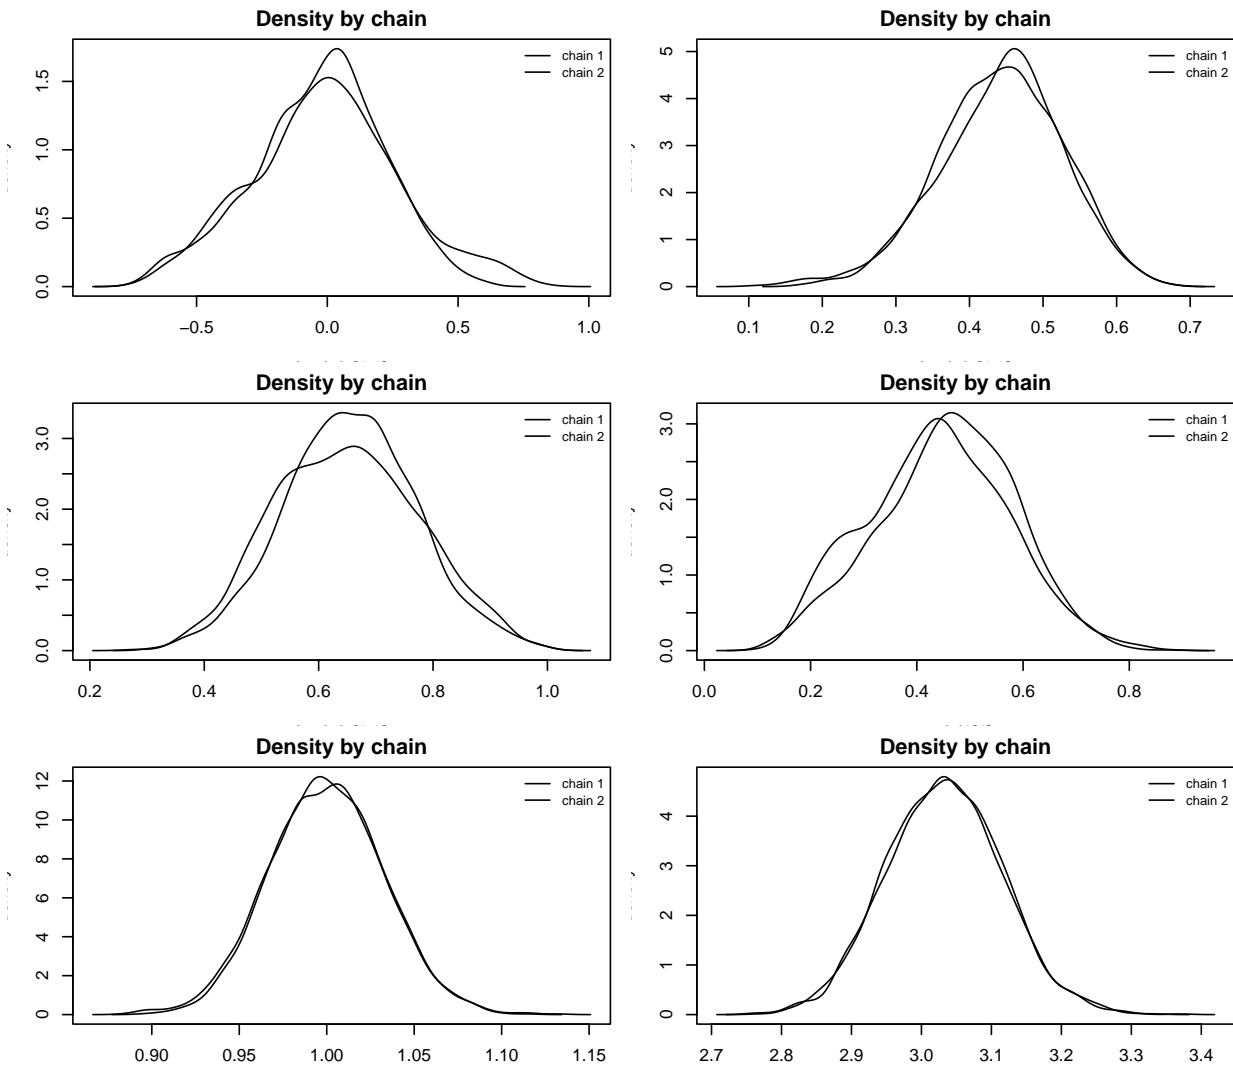 Density by chain
chain 1
chain 2
0.0 0.5 1.0 1.5
−0.5 0.0 0.5 1.0
Density by chain
chain 1
chain 2
0 1 2 3 4 5
0.1 0.2 0.3 0.4 0.5 0.6 0.7
Density by chain
chain 1
chain 2
0.0 1.0 2.0 3.0
0.2 0.4 0.6 0.8 1.0
Density by chain
chain 1
chain 2
0.0 1.0 2.0 3.0
0.0 0.2 0.4 0.6 0.8
Density by chain
chain 1
chain 2
0 2 4 6 8 10 12
0.90 0.95 1.00 1.05 1.10 1.15
Density by chain
chain 1
chain 2
0 1 2 3 4
2.7 2.8 2.9 3.0 3.1 3.2 3.3 3.4